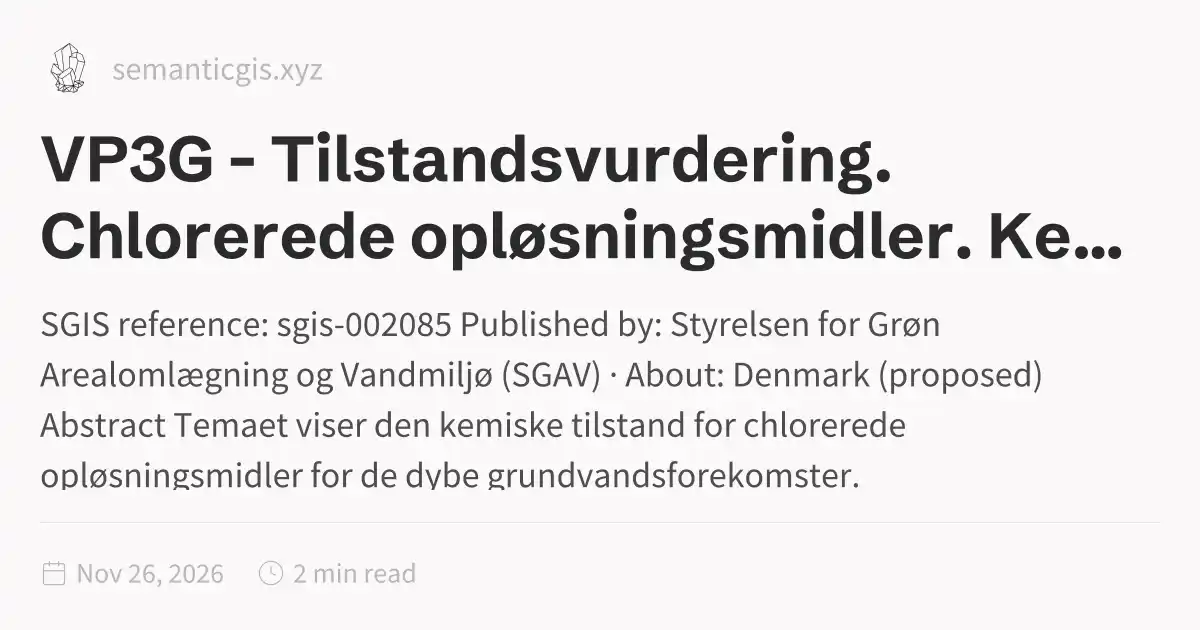 semanticgis.xyz
VP3G - Tilstandsvurdering.
Chlorerede opløsningsmidler. Ke...
SGIS reference: sgis-002085 Published by: Styrelsen for Grøn
Arealomlægning og Vandmiljø (SGAV) · About: Denmark (proposed)
Abstract Temaet viser den kemiske tilstand for chlorerede
opløsningsmidler for de dybe grundvandsforekomster.
Nov 26, 2026
2 min read